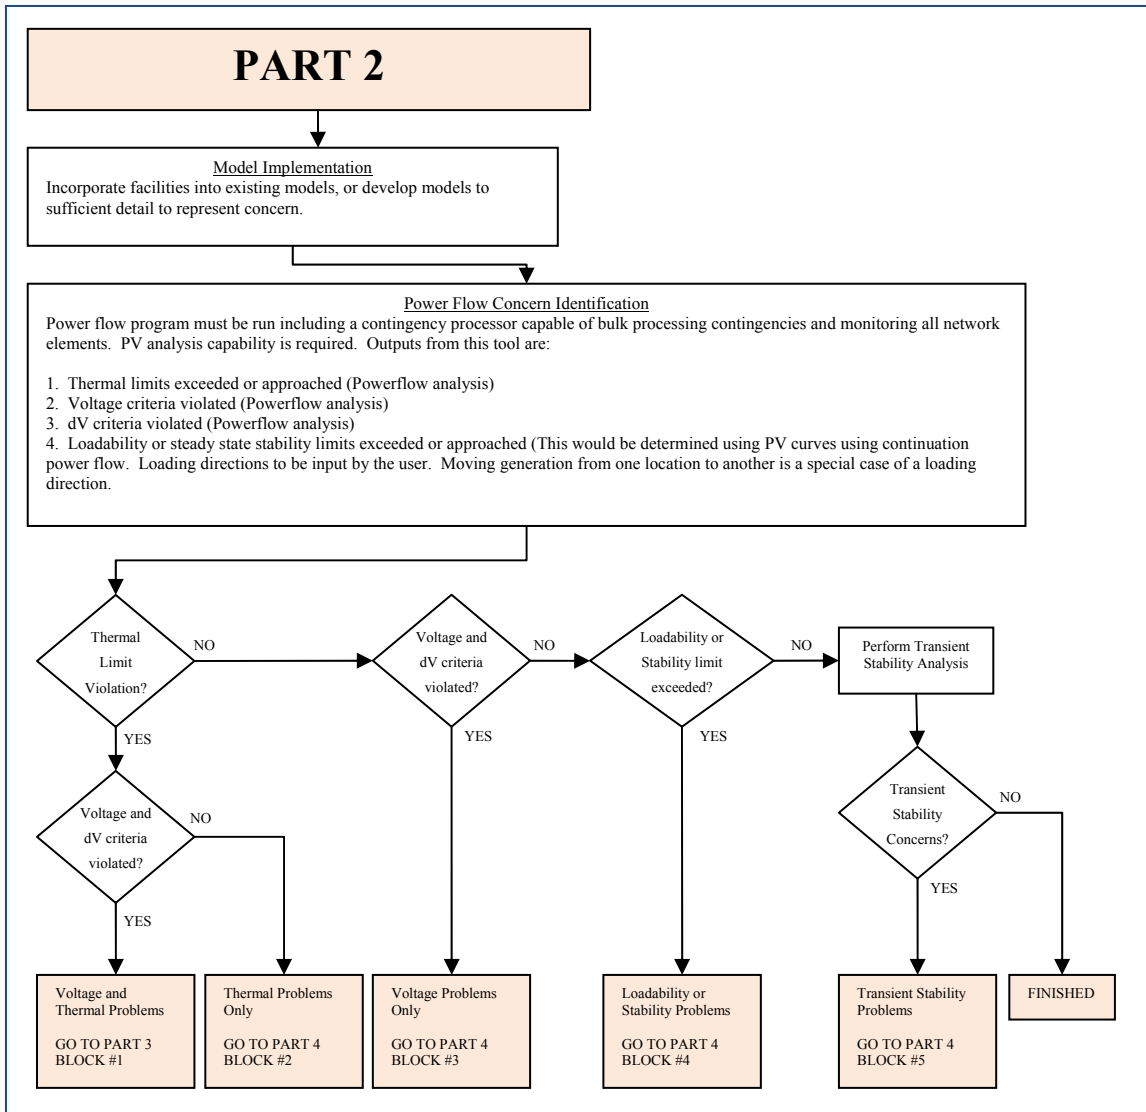 PART 2
Model Implementation
Incorporate facilities into existing models, or develop models to
sufficient detail to represent concern.
Power Flow Concern Identification
Power flow program must be run including a contingency processor capable of bulk processing contingencies and monitoring all network
elements.  PV analysis capability is required.  Outputs from this tool are:
1.  Thermal limits exceeded or approached (Powerflow analysis)
2.  Voltage criteria violated (Powerflow analysis)
3.  dV criteria violated (Powerflow analysis)
4.  Loadability or steady state stability limits exceeded or approached (This would be determined using PV curves using continuation
power flow.  Loading directions to be input by the user.  Moving generation from one location to another is a special case of a loading
direction.
Thermal
Limit
Violation?
NO
YES
Voltage and
dV criteria
violated?
NO
YES
Loadability or
Stability limit
exceeded?
NO
YES
Perform Transient
Stability Analysis
Voltage and
dV criteria
violated?
NO
YES
Transient
Stability
Concerns?
NO
YES
Voltage and
Thermal Problems
GO TO PART 3
BLOCK #1
Thermal Problems
Only
GO TO PART 4
BLOCK #2
Voltage Problems
Only
GO TO PART 4
BLOCK #3
Loadability or
Stability Problems
GO TO PART 4
BLOCK #4
Transient Stability
Problems
GO TO PART 4
BLOCK #5
FINISHED